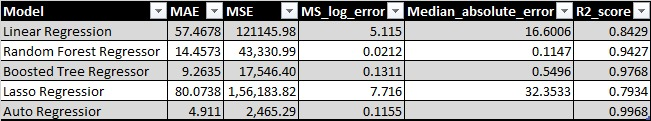 Model MAE MSE MS_log_error Median_absolute_error R2_score
Linear Regression 57.4678 121145.98 5.115 16.6006 0.8429
Random Forest Regressor 14.4573 43,330.99 0.0212 0.1147 0.9427
Boosted Tree Regressor 9.2635 17,546.40 0.1311 0.5496 0.9768
Lasso Regressior 80.0738 1,56,183.82 7.716 32.3533 0.7934
Auto Regressior 4.911 2,465.29 0.1155 0.9968